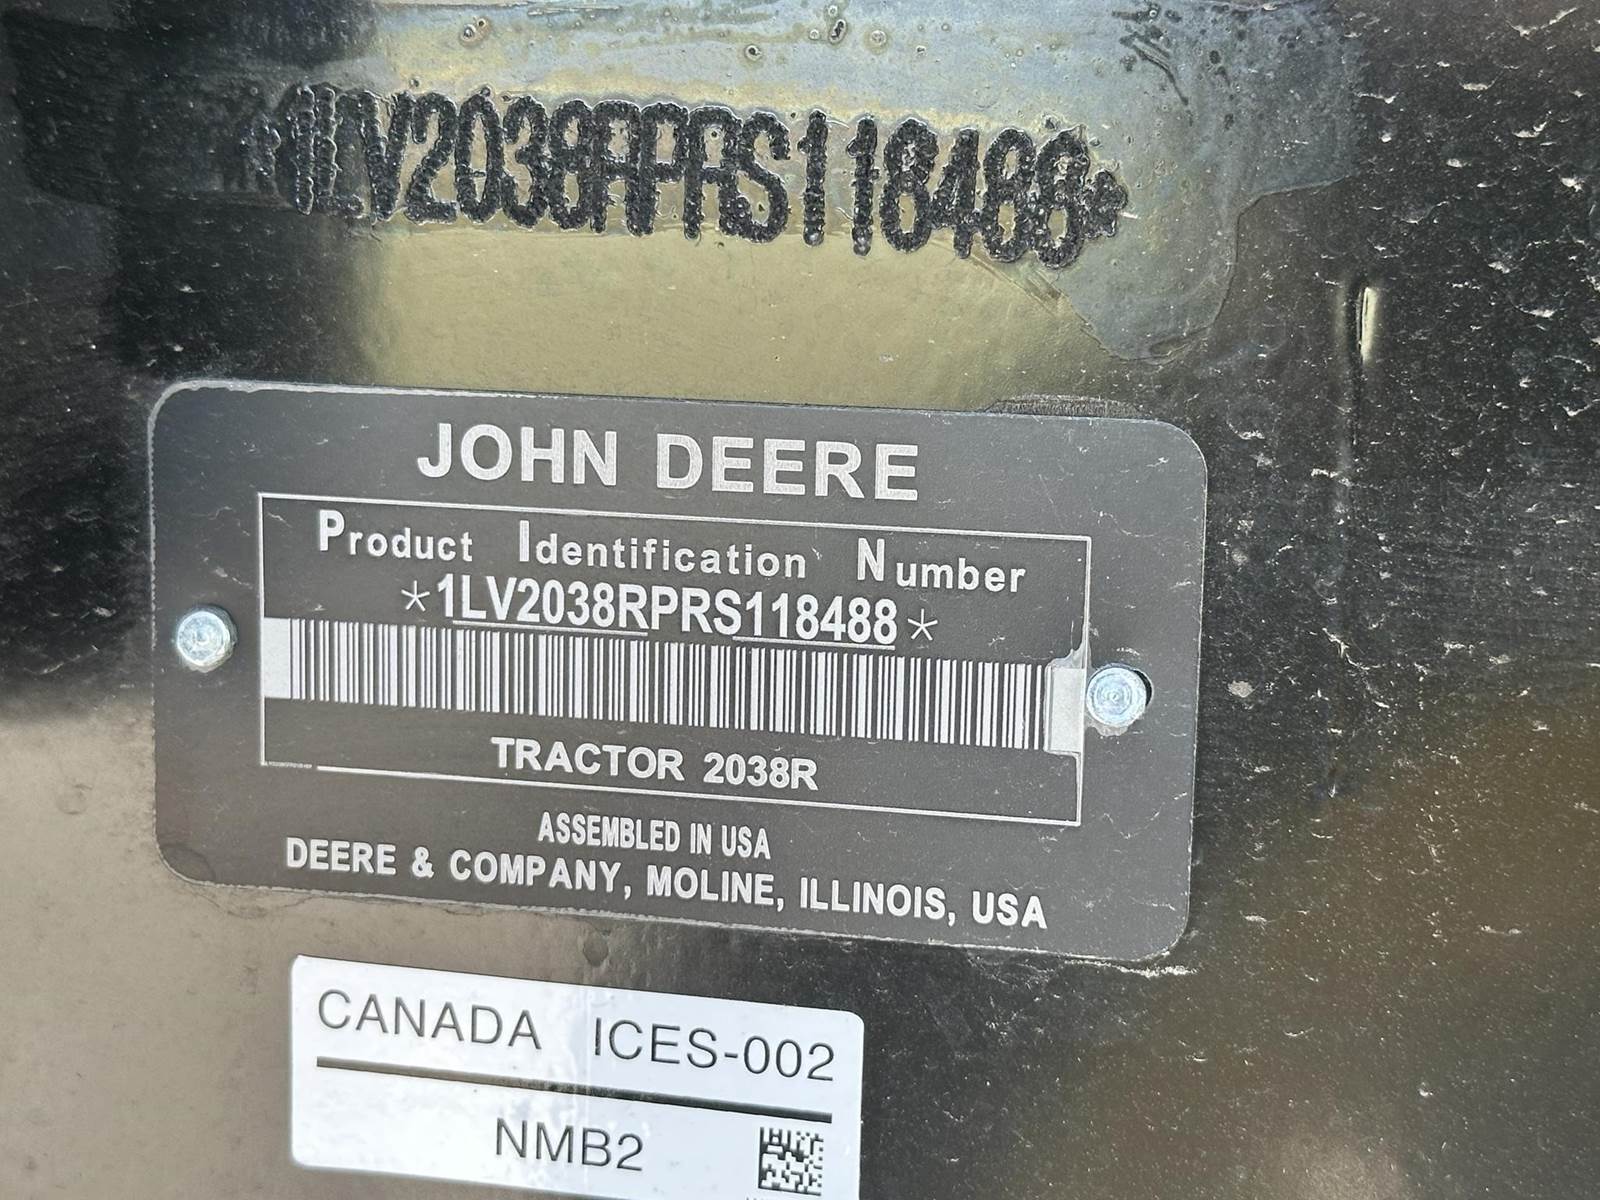 *1LV2038RPRS118488*
JOHN DEERE
Product Identification Number
*1LV2038RPRS118488*
TRACTOR 2038R
ASSEMBLED IN USA
DEERE & COMPANY, MOLINE, ILLINOIS, USA
CANADA ICES-002
NMB2